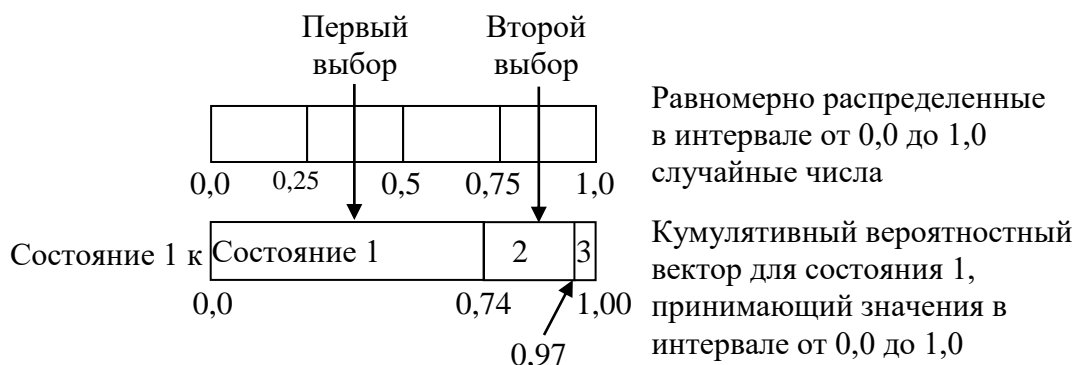 Первый
выбор
Второй
выбор
Равномерно распределенные
в интервале от 0,0 до 1,0
случайные числа
0,0 0,25 0,5 0,75 1,0
Состояние 1 к Состояние 1 2 3
0,0 0,74 1,00
0,97
Кумулятивный вероятностный
вектор для состояния 1,
принимающий значения в
интервале от 0,0 до 1,0